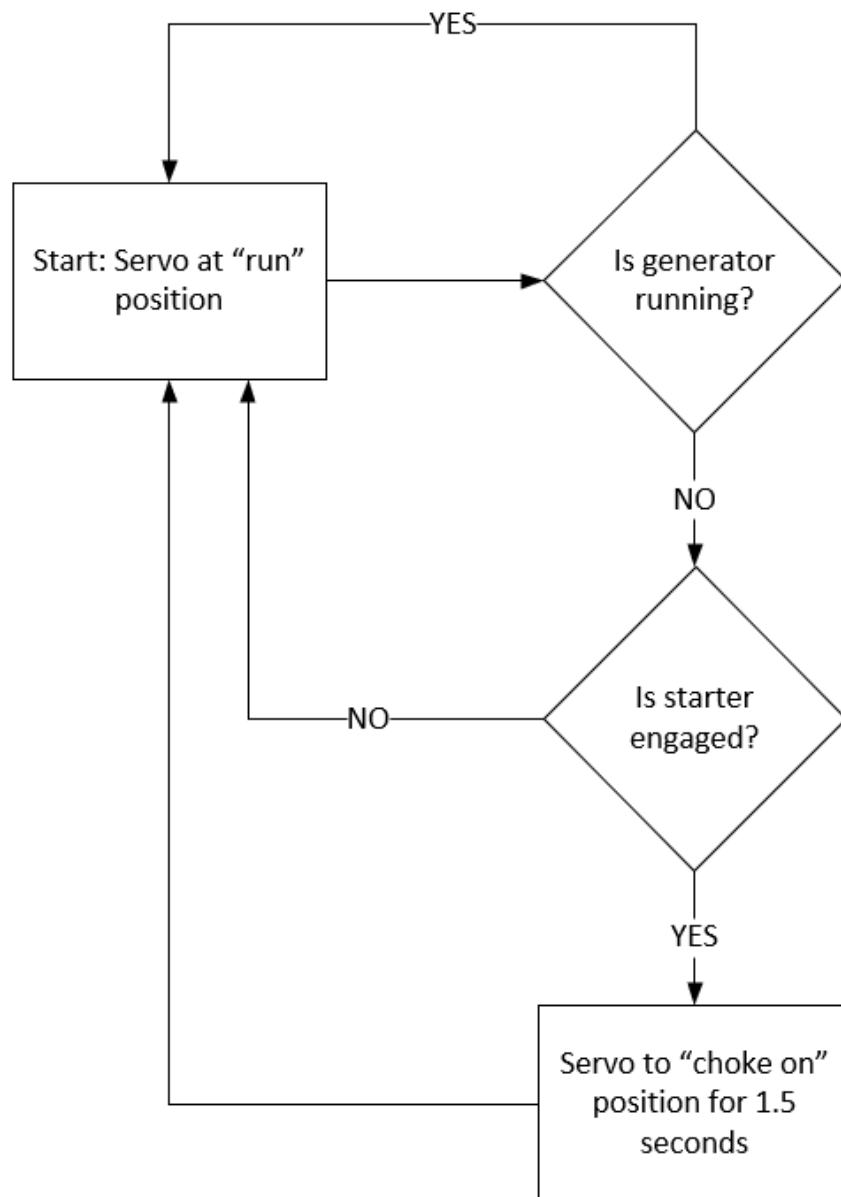 YES
Start: Servo at “run”
position
Is generator
running?
NO
Is starter
engaged?
NO
YES
Servo to “choke on”
position for 1.5
seconds